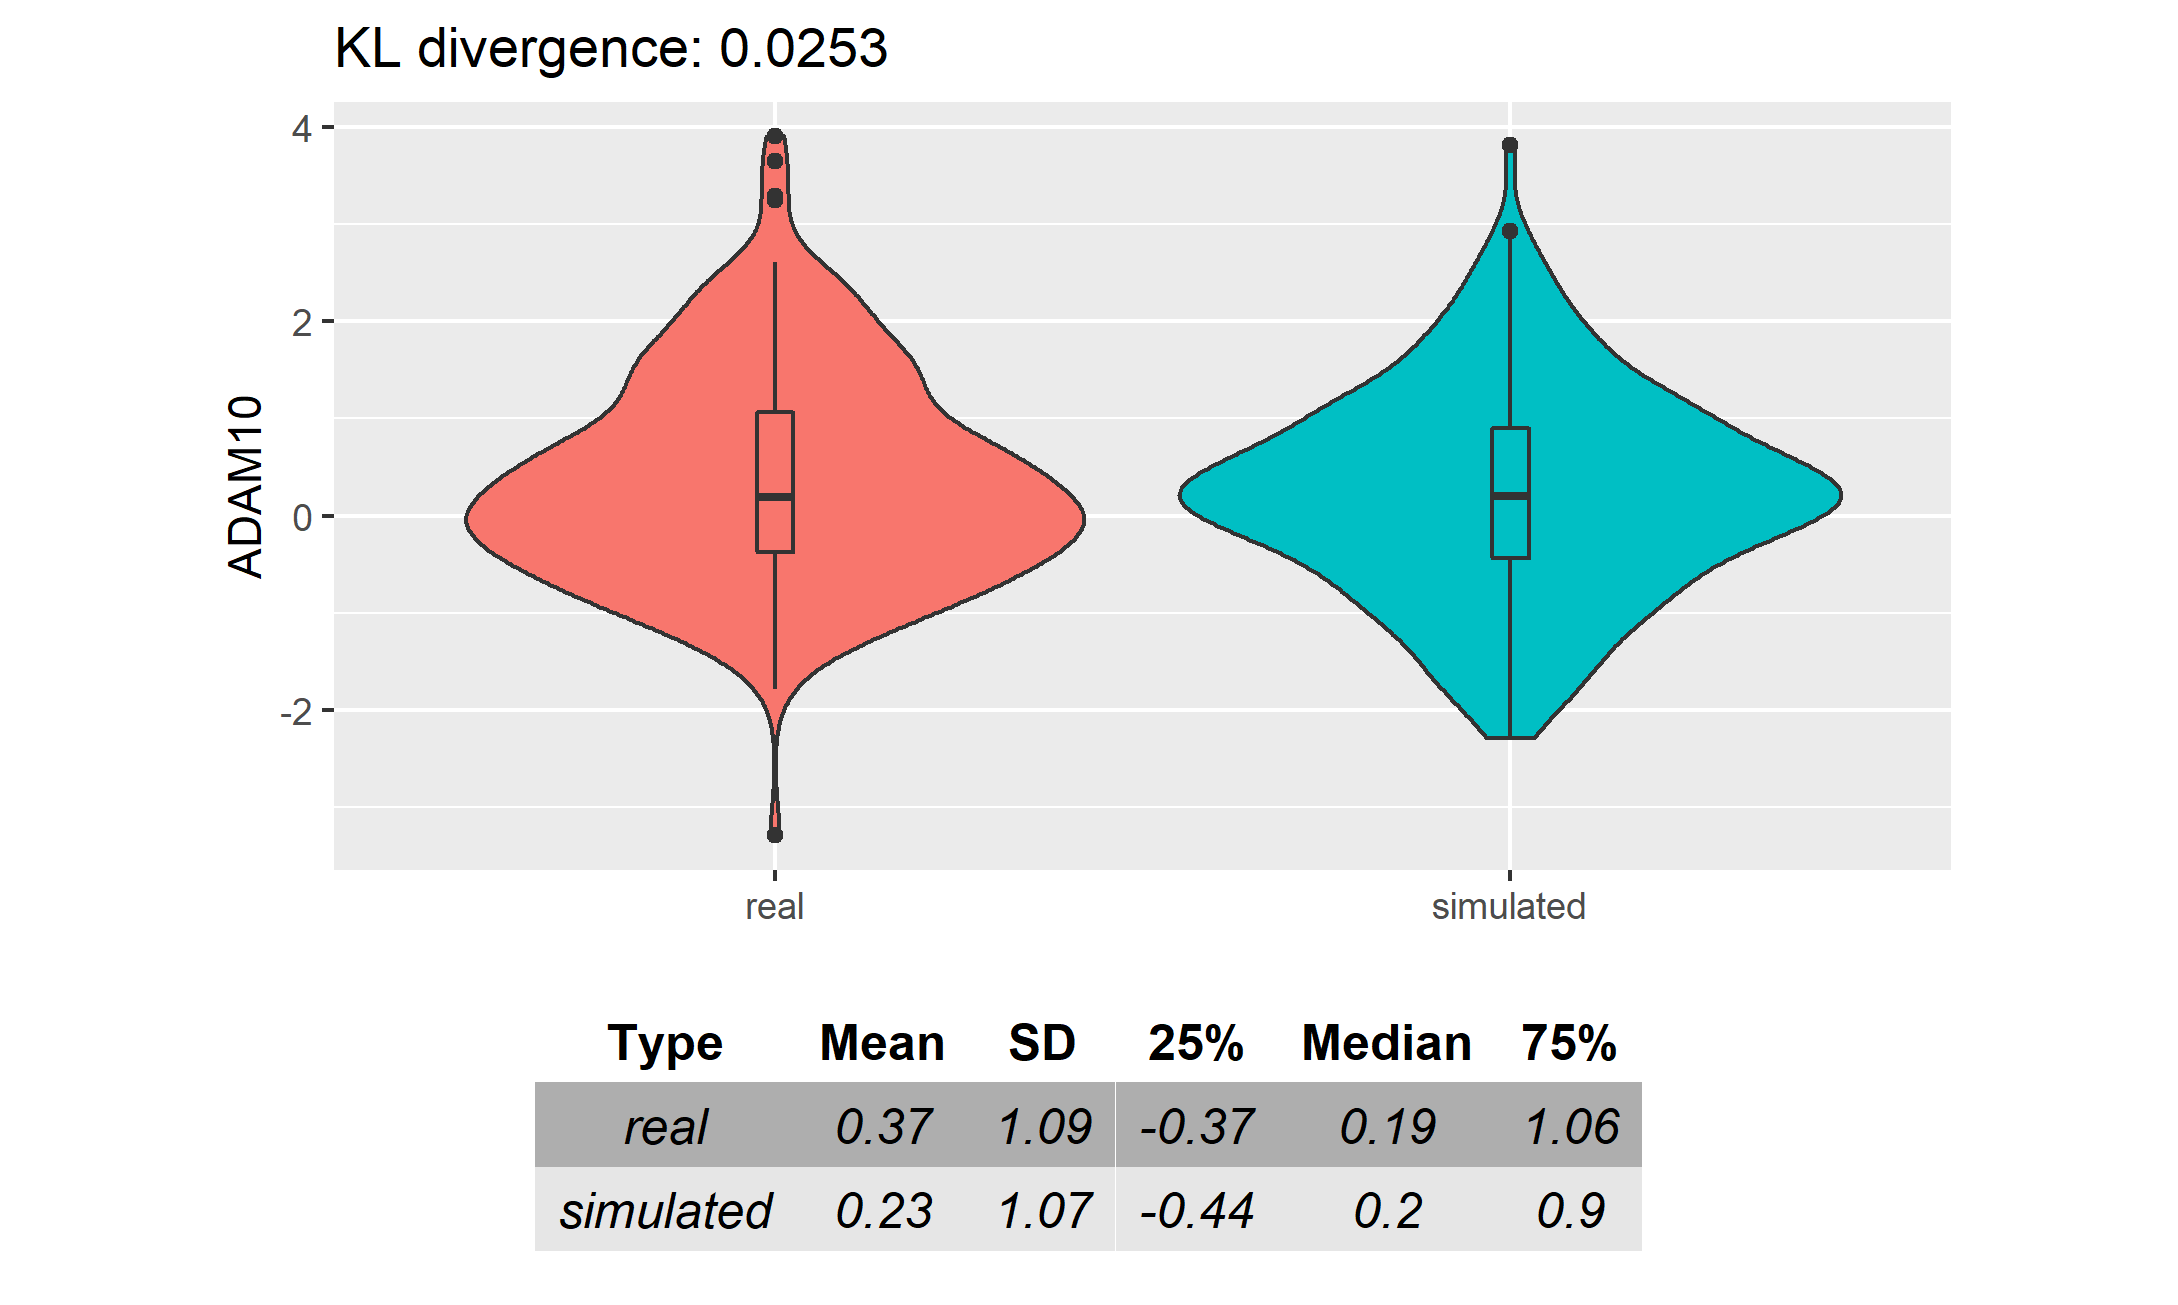 KL divergence: 0.0253
4
2
0
-2
ADAM10
real simulated
Type Mean SD 25% Median 75%
real 0.37 1.09 -0.37 0.19 1.06
simulated 0.23 1.07 -0.44 0.2 0.9